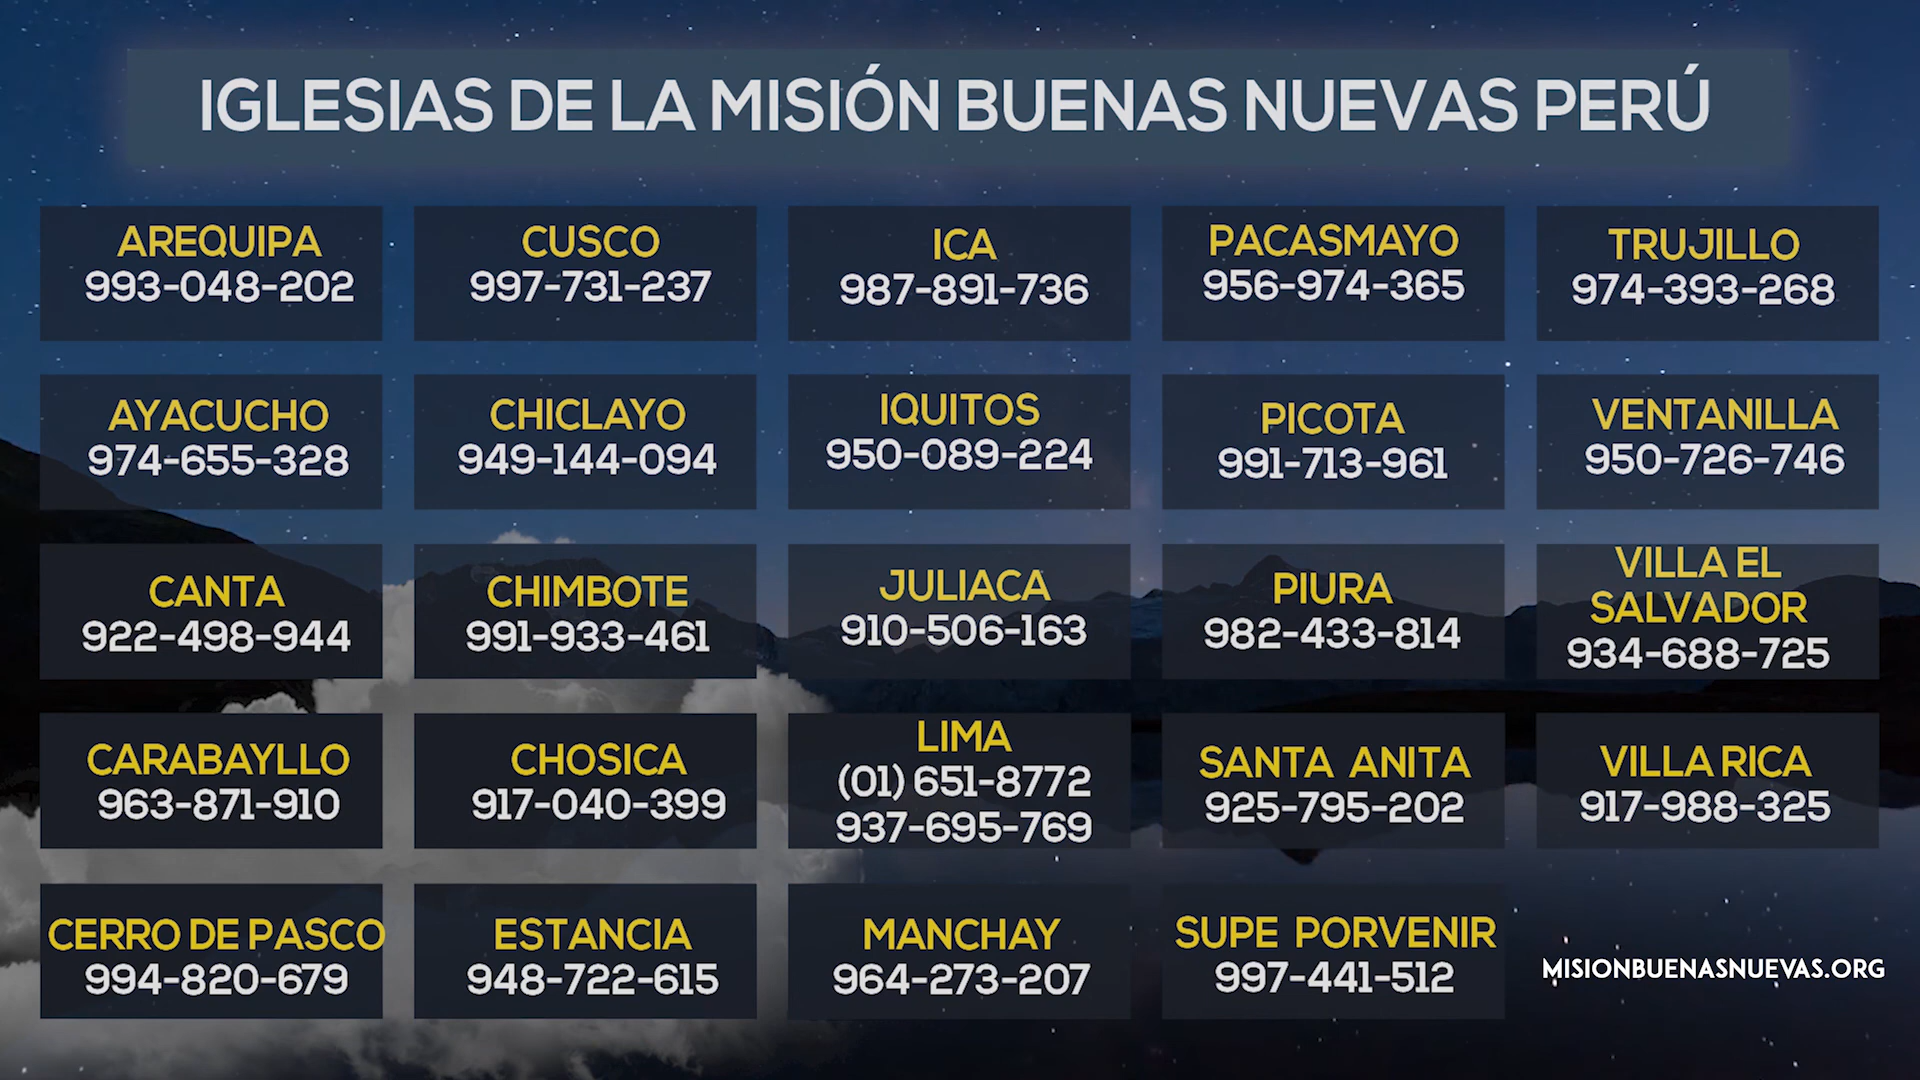 IGLESIAS DE LA MISIÓN BUENAS NUEVAS PERÚ
AREQUIPA
993-048-202
CUSCO
997-731-237
ICA
987-891-736
PACASMAYO
956-974-365
TRUJILLO
974-393-268
AYACUCHO
974-655-328
CHICLAYO
949-144-094
IQUITOS
950-089-224
PICOTA
991-713-961
VENTANILLA
950-726-746
CANTA
922-498-944
CHIMBOTE
991-933-461
JULIACA
910-506-163
PIURA
982-433-814
VILLA EL
SALVADOR
934-688-725
CARABAYLLO
963-871-910
CHOSICA
917-040-399
LIMA
(01) 651-8772
937-695-769
SANTA ANITA
925-795-202
VILLA RICA
917-988-325
CERRO DE PASCO
994-820-679
ESTANCIA
948-722-615
MANCHAY
964-273-207
SUPE PORVENIR
997-441-512
MISIONBUENASNUEVAS.ORG